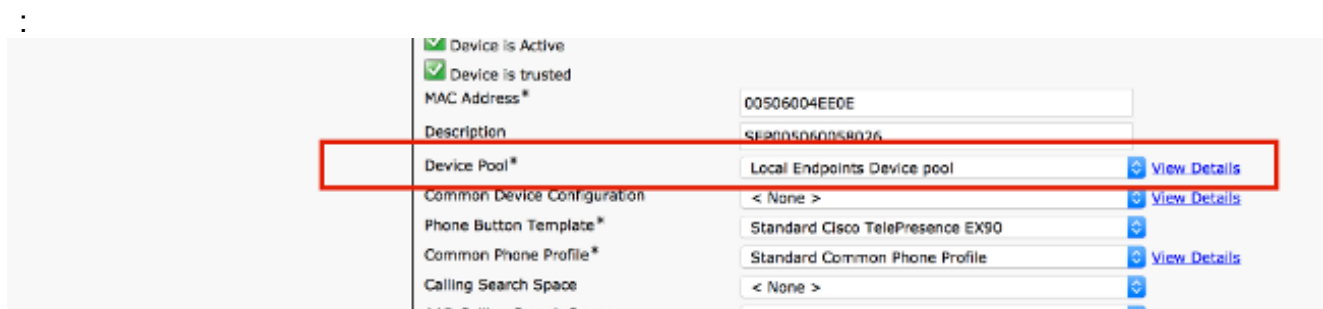 :
Device is Active
Device is trusted
MAC Address* 00506004EE0E
Description SEP005060058026
Device Pool* Local Endpoints Device pool View Details
Common Device Configuration < None > View Details
Phone Button Template* Standard Cisco TelePresence EX90
Common Phone Profile* Standard Common Phone Profile View Details
Calling Search Space < None >